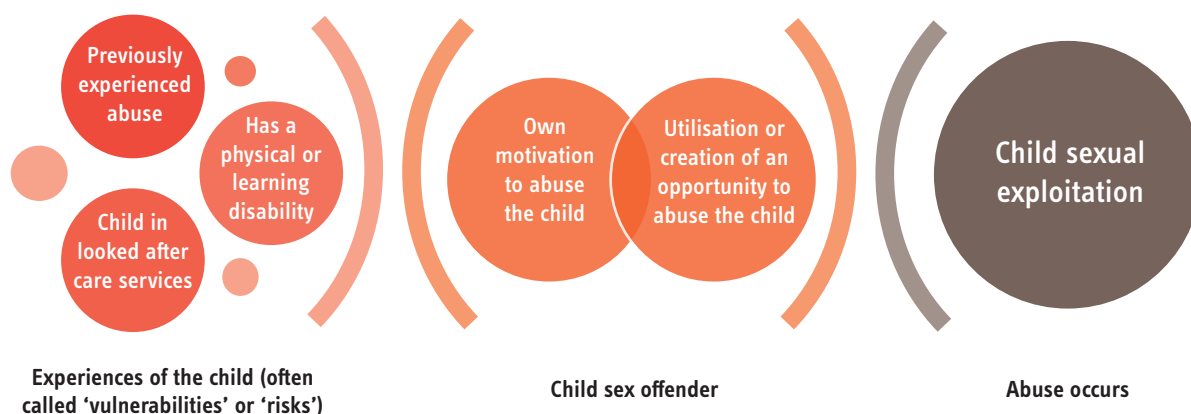 Previously
experienced
abuse
Has a
physical or
learning
disability
Child in
looked after
care services
Own
motivation
to abuse
the child
Utilisation or
creation of an
opportunity to
abuse the child
Child sexual
exploitation
Experiences of the child (often
called ‘vulnerabilities’ or ‘risks’)
Child sex offender
Abuse occurs